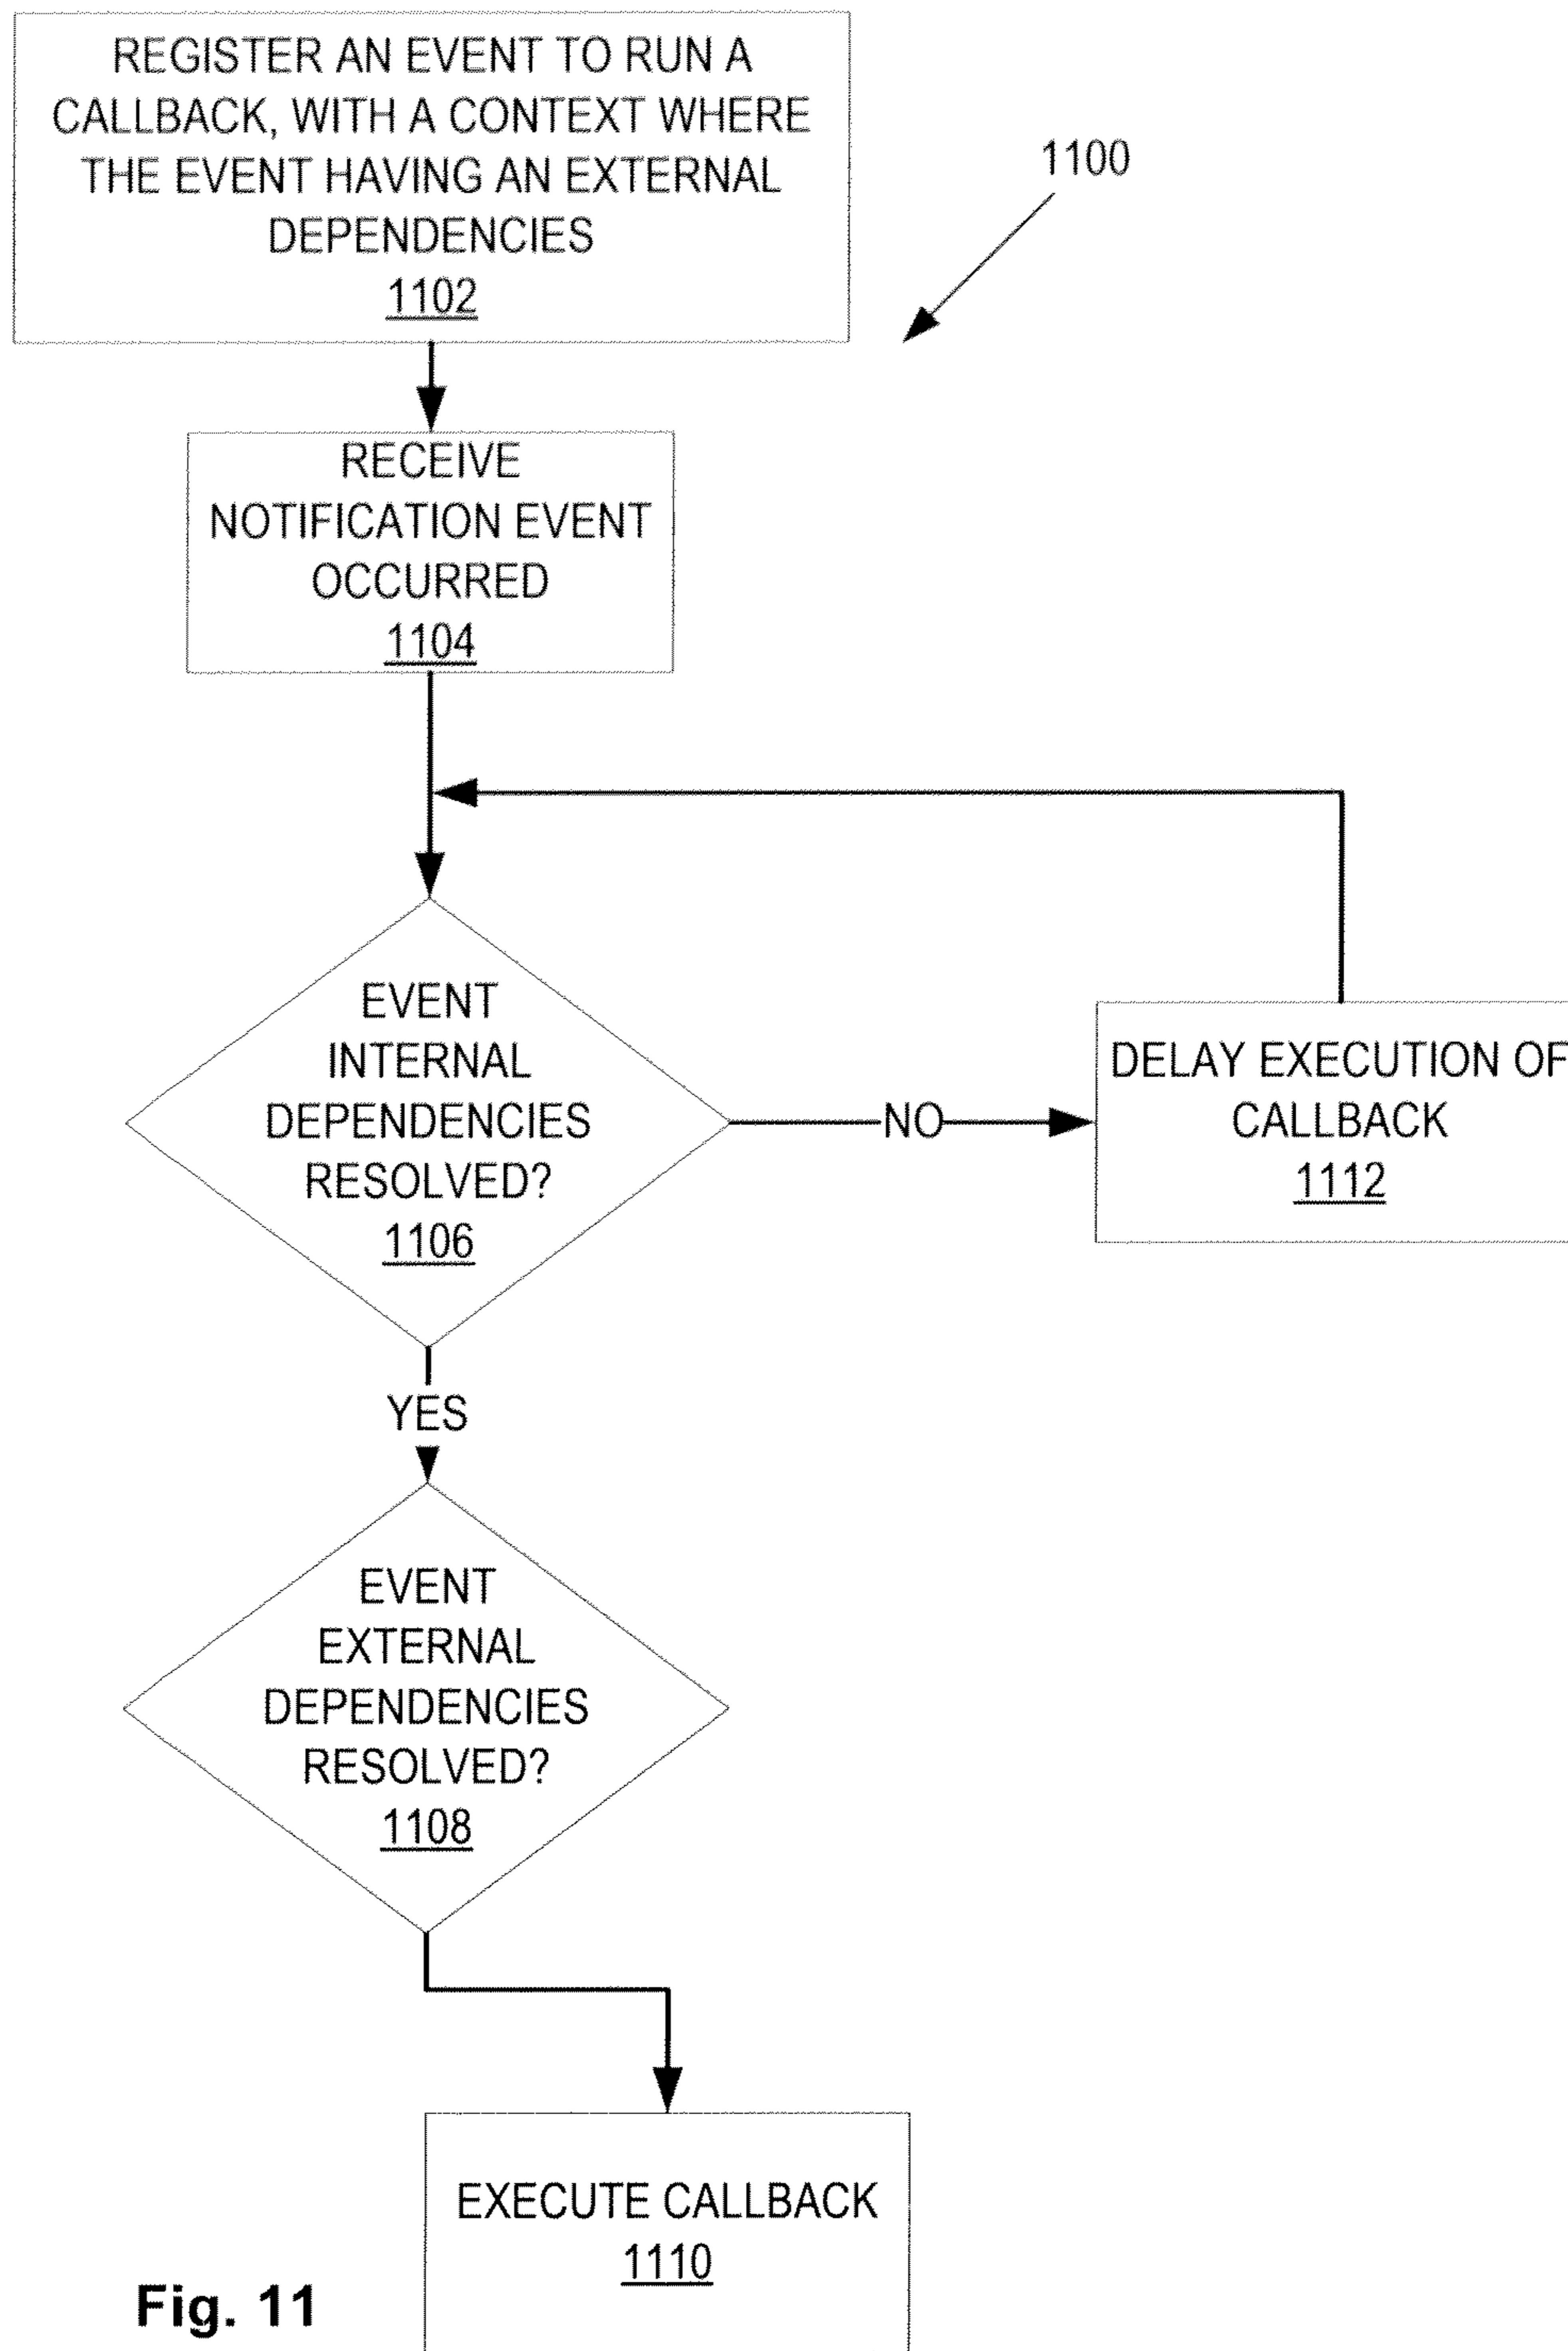 REGISTER AN EVENT TO RUN A
CALLBACK, WITH A CONTEXT WHERE
THE EVENT HAVING AN EXTERNAL
DEPENDENCIES
1102
1100
RECEIVE
NOTIFICATION EVENT
OCCURRED
1104
EVENT
INTERNAL
DEPENDENCIES
RESOLVED?
1106
NO
DELAY EXECUTION OF
CALLBACK
1112
YES
EVENT
EXTERNAL
DEPENDENCIES
RESOLVED?
1108
EXECUTE CALLBACK
1110
Fig. 11